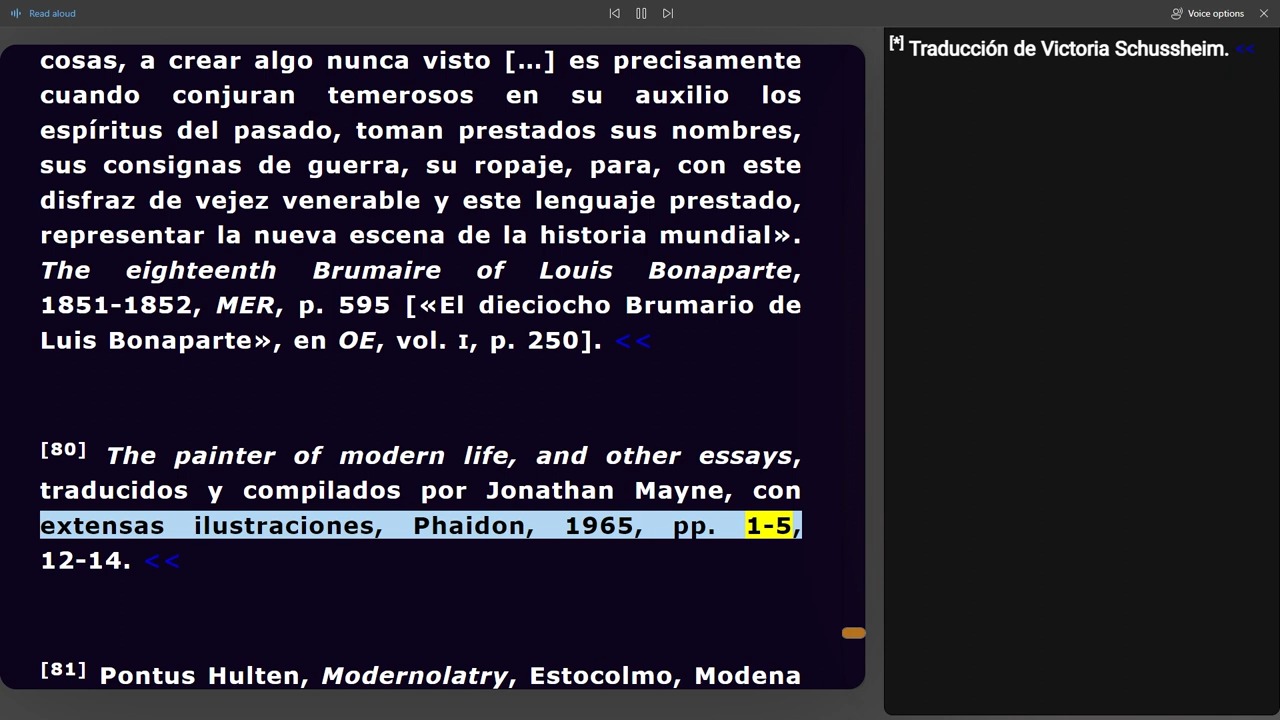 Read aloud
Voice options
cosas, a crear algo nunca visto […] es precisamente
cuando conjuran temerosos en su auxilio los
espíritus del pasado, toman prestados sus nombres,
sus consignas de guerra, su ropaje, para, con este
disfraz de vejez venerable y este lenguaje prestado,
representar la nueva escena de la historia mundial».
The eighteenth Brumaire of Louis Bonaparte,
1851-1852, MER, p. 595 [«El dieciocho Brumario de
Luis Bonaparte», en OE, vol. I, p. 250]. <<
[80] The painter of modern life, and other essays,
traducidos y compilados por Jonathan Mayne, con
extensas ilustraciones, Phaidon, 1965, pp. 1-5,
12-14. <<
[81] Pontus Hulten, Modernolatry, Estocolmo, Modena
[*] Traducción de Victoria Schussheim. <<